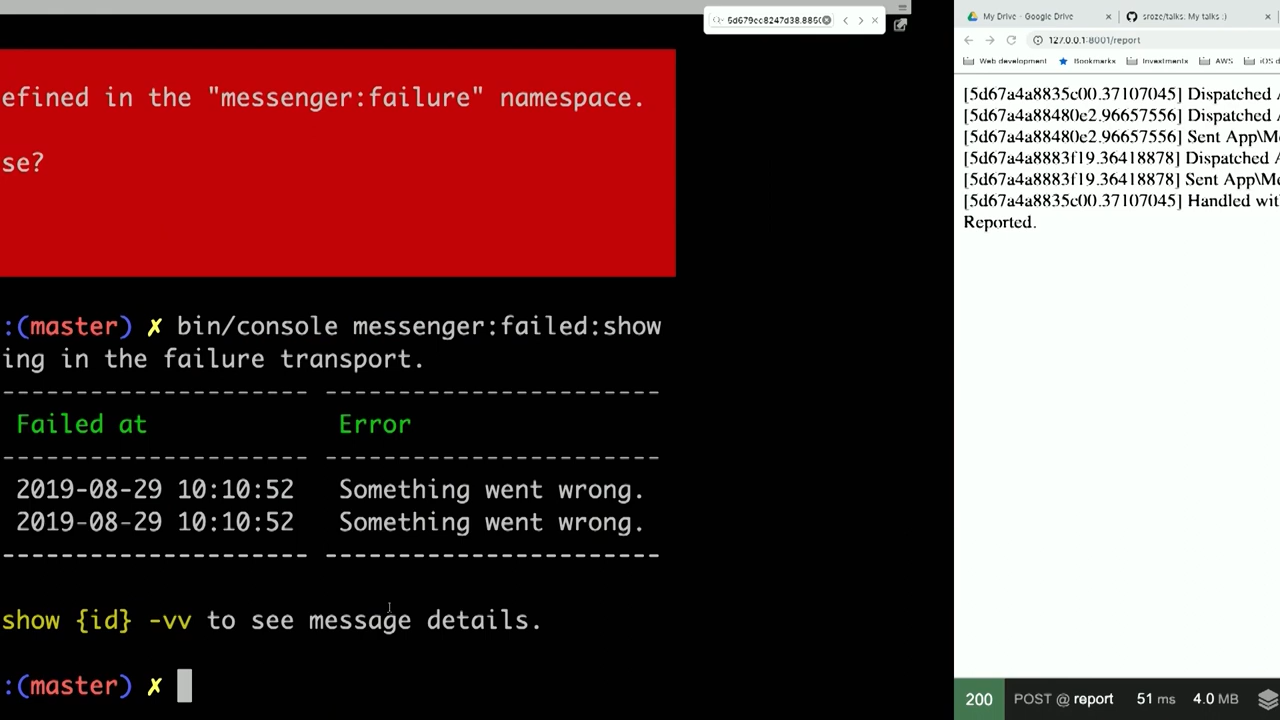 5d679cc8247d38.8850
efined in the "messenger:failure" namespace.
se?
:(master) ✗ bin/console messenger:failed:show
ing in the failure transport.
Failed at Error
2019-08-29 10:10:52 Something went wrong.
2019-08-29 10:10:52 Something went wrong.
show {id} -vv to see message details.
:(master) ✗
My Drive - Google Drive
sroze/talks: My talks :)
127.0.0.1:8001/report
Web development Bookmarks Investments AWS iOS d
[5d67a4a8835c00.37107045] Dispatched A
[5d67a4a88480e2.96657556] Dispatched A
[5d67a4a88480e2.96657556] Sent App\Me
[5d67a4a8883f19.36418878] Dispatched A
[5d67a4a8883f19.36418878] Sent App\Me
[5d67a4a8835c00.37107045] Handled wit
Reported.
200 POST @ report 51 ms 4.0 MB